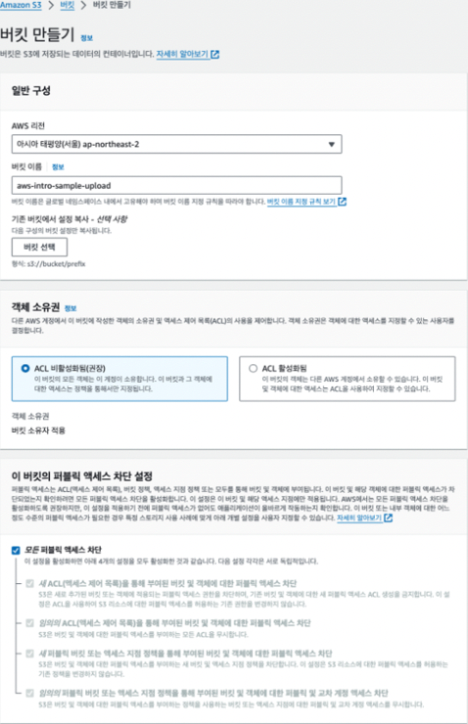 Amazon S3 > 버킷 > 버킷 만들기
버킷 만들기 정보
버킷은 S3에 저장되는 데이터의 컨테이너입니다. 자세히 알아보기
일반 구성
AWS 리전
아시아 태평양(서울) ap-northeast-2
버킷 이름 정보
aws-intro-sample-upload
버킷 이름은 글로벌 네임스페이스 내에서 고유해야 하며 버킷 이름 지정 규칙을 따라야 합니다. 버킷 이름 지정 규칙 보기
기존 버킷에서 설정 복사 - 선택 사항
다음 구성의 버킷 설정만 복사됩니다.
버킷 선택
형식: s3://bucket/prefix
객체 소유권 정보
다른 AWS 계정에서 이 버킷에 작성한 객체의 소유권 및 액세스 제어 목록(ACL)의 사용을 제어합니다. 객체 소유권은 객체에 대한 액세스를 지정할 수 있는 사용자를
결정합니다.
ACL 비활성화됨(권장)
이 버킷의 모든 객체는 이 계정이 소유합니다. 이 버킷과 그 객체에
대한 액세스는 정책을 통해서만 지정됩니다.
ACL 활성화됨
이 버킷의 객체는 다른 AWS 계정에서 소유할 수 있습니다. 이 버킷
및 객체에 대한 액세스는 ACL을 사용하여 지정할 수 있습니다.
객체 소유권
버킷 소유자 적용
이 버킷의 퍼블릭 액세스 차단 설정
퍼블릭 액세스는 ACL(액세스 제어 목록), 버킷 정책, 액세스 지점 정책 또는 모두를 통해 버킷 및 객체에 부여됩니다. 이 버킷 및 해당 객체에 대한 퍼블릭 액세스가 차
단되었는지 확인하려면 모든 퍼블릭 액세스 차단을 활성화합니다. 이 설정은 이 버킷 및 해당 액세스 지점에만 적용됩니다. AWS에서는 모든 퍼블릭 액세스 차단을
활성화하도록 권장하지만, 이 설정을 적용하기 전에 퍼블릭 액세스가 없어도 애플리케이션이 올바르게 작동하는지 확인합니다. 이 버킷 또는 내부 객체에 대한 어느
정도 수준의 퍼블릭 액세스가 필요한 경우 특정 스토리지 사용 사례에 맞게 아래 개별 설정을 사용자 지정할 수 있습니다. 자세히 알아보기
모든 퍼블릭 액세스 차단
이 설정을 활성화하면 아래 4개의 설정을 모두 활성화한 것과 같습니다. 다음 설정 각각은 서로 독립적입니다.
새 ACL(액세스 제어 목록)을 통해 부여된 버킷 및 객체에 대한 퍼블릭 액세스 차단
S3은 새로 추가된 버킷 또는 객체에 적용되는 퍼블릭 액세스 권한을 차단하며, 기존 버킷 및 객체에 대한 새 퍼블릭 액세스 ACL 생성을 금지합니다. 이 설
정은 ACL을 사용하여 S3 리소스에 대한 퍼블릭 액세스를 허용하는 기존 권한을 변경하지 않습니다.
임의의 ACL(액세스 제어 목록)을 통해 부여된 버킷 및 객체에 대한 퍼블릭 액세스 차단
S3은 버킷 및 객체에 대한 퍼블릭 액세스를 부여하는 모든 ACL을 무시합니다.
새 퍼블릭 버킷 또는 액세스 지점 정책을 통해 부여된 버킷 및 객체에 대한 퍼블릭 액세스 차단
S3은 버킷 및 객체에 대한 퍼블릭 액세스를 부여하는 새 버킷 및 액세스 지점 정책을 차단합니다. 이 설정은 S3 리소스에 대한 퍼블릭 액세스를 허용하는
기존 정책을 변경하지 않습니다.
임의의 퍼블릭 버킷 또는 액세스 지점 정책을 통해 부여된 버킷 및 객체에 대한 퍼블릭 및 교차 계정 액세스 차단
S3은 버킷 및 객체에 대한 퍼블릭 액세스를 부여하는 정책을 사용하는 버킷 또는 액세스 지점에 대한 퍼블릭 및 교차 계정 액세스를 무시합니다.